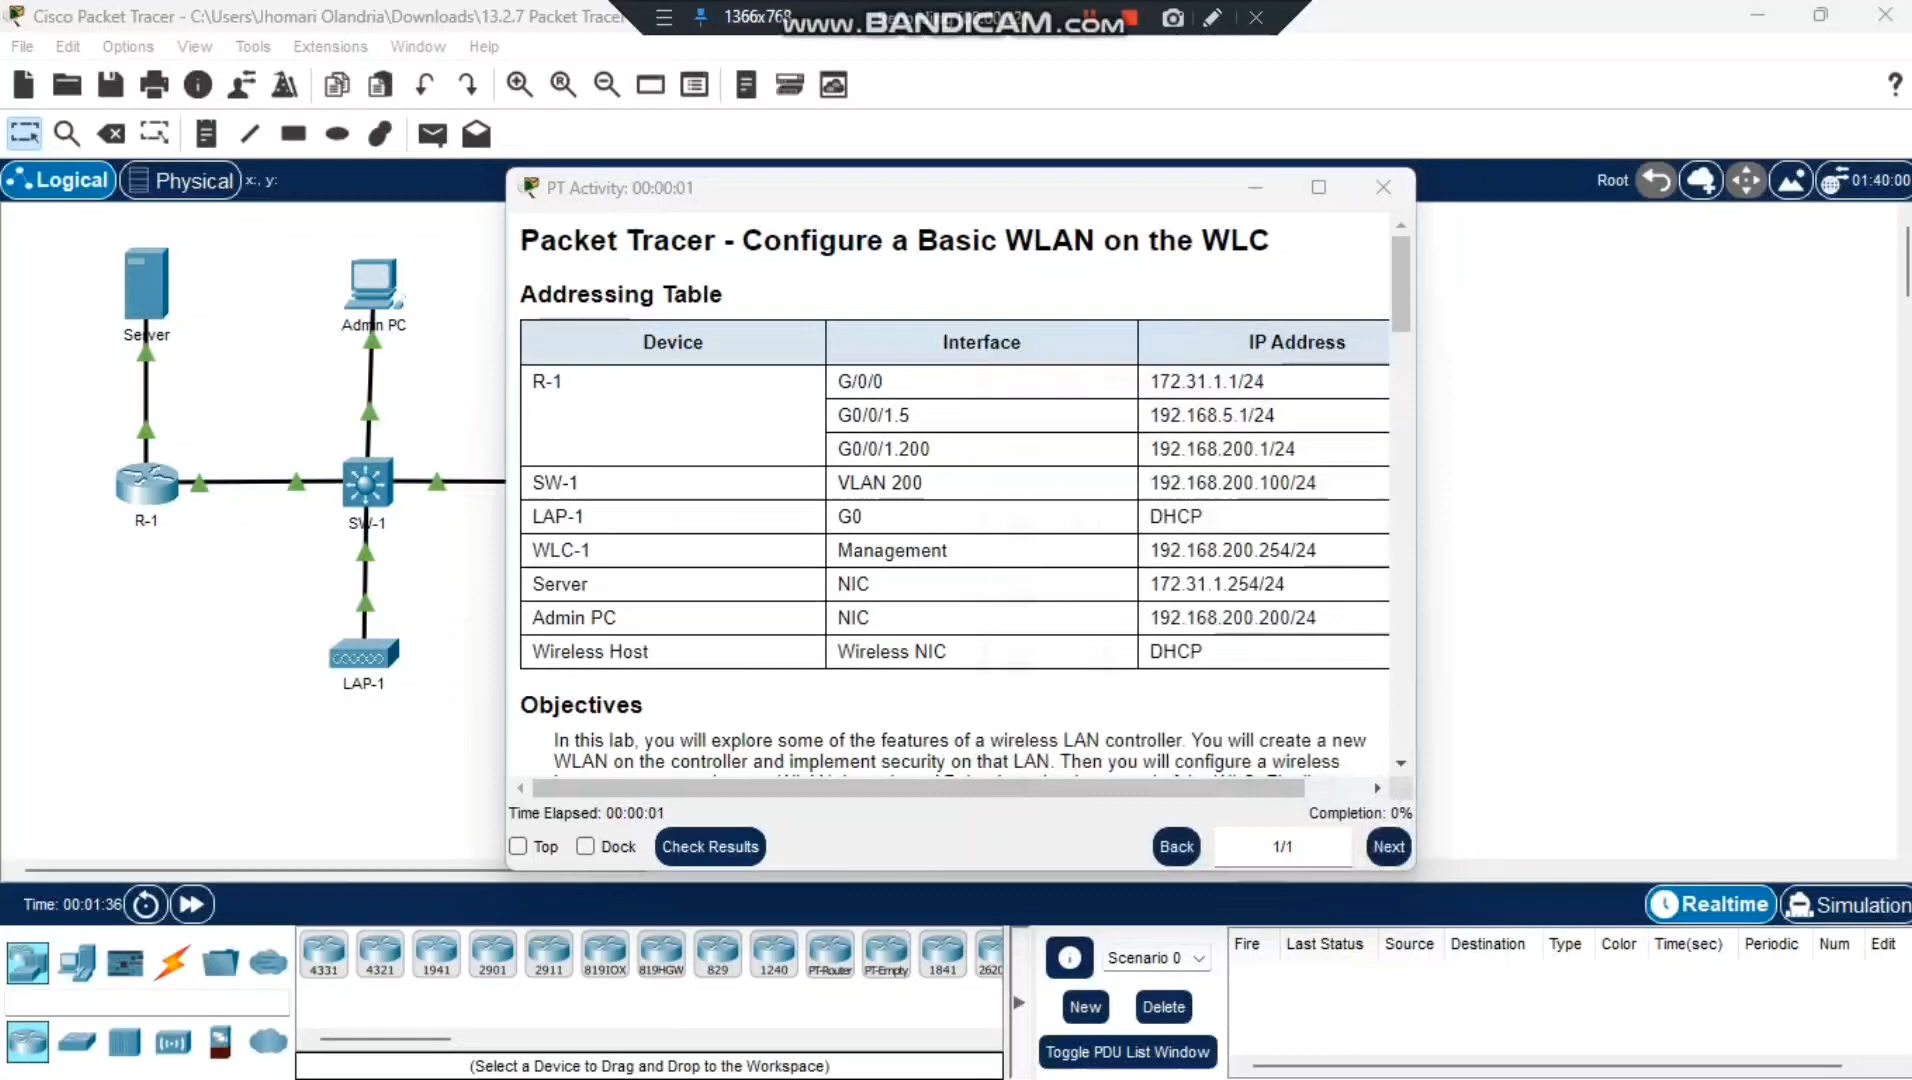 Cisco Packet Tracer - C:\Users\Jhomari Olandria\Downloads\13.2.7 Packet Tracer
1366x768
www.BANDICAM.com
File Edit Options View Tools Extensions Window Help
Logical
Physical
x:, y:
Root
01:40:00
PT Activity: 00:00:01
Packet Tracer - Configure a Basic WLAN on the WLC
Addressing Table
Device Interface IP Address
R-1 G/0/0 172.31.1.1/24
G0/0/1.5 192.168.5.1/24
G0/0/1.200 192.168.200.1/24
SW-1 VLAN 200 192.168.200.100/24
LAP-1 G0 DHCP
WLC-1 Management 192.168.200.254/24
Server NIC 172.31.1.254/24
Admin PC NIC 192.168.200.200/24
Wireless Host Wireless NIC DHCP
Objectives
In this lab, you will explore some of the features of a wireless LAN controller. You will create a new
WLAN on the controller and implement security on that LAN. Then you will configure a wireless
Time Elapsed: 00:00:01
Completion: 0%
Top
Dock
Check Results
Back
1/1
Next
Server
Admin PC
R-1
SW-1
LAP-1
Time: 00:01:36
Realtime
Simulation
4331 4321 1941 2901 2911 819IOX 819HGW 829 1240 PT-Router PT-Empty 1841 2620
(Select a Device to Drag and Drop to the Workspace)
Scenario 0
New
Delete
Toggle PDU List Window
Fire Last Status Source Destination Type Color Time(sec) Periodic Num Edit